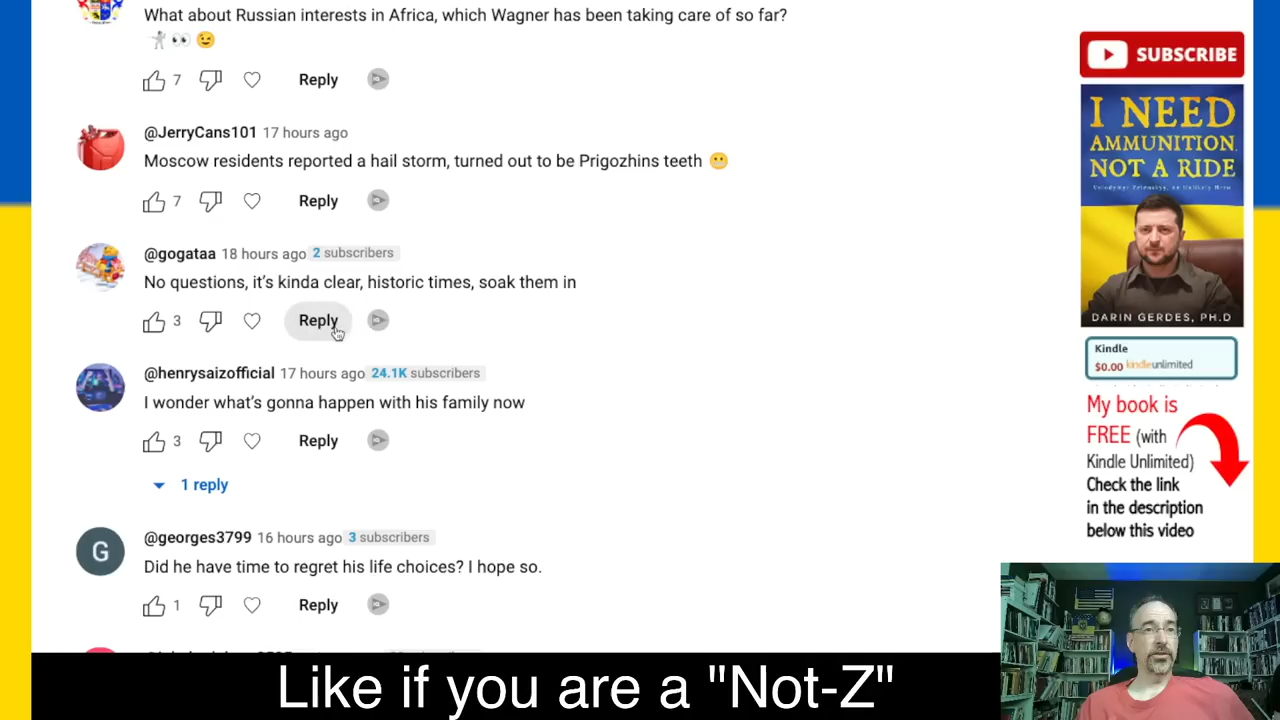 What about Russian interests in Africa, which Wagner has been taking care of so far?
7
Reply
@JerryCans101 17 hours ago
Moscow residents reported a hail storm, turned out to be Prigozhins teeth 😬
7
Reply
@gogataa 18 hours ago 2 subscribers
No questions, it's kinda clear, historic times, soak them in
3
Reply
@henrysaizofficial 17 hours ago 24.1K subscribers
I wonder what's gonna happen with his family now
3
Reply
1 reply
G
@georges3799 16 hours ago 3 subscribers
Did he have time to regret his life choices? I hope so.
1
Reply
SUBSCRIBE
I NEED
AMMUNITION,
NOT A RIDE
Volodymyr Zelenskyy, An Unlikely Hero
DARIN GERDES, PH.D
Kindle
$0.00 kindleunlimited
My book is
FREE (with
Kindle Unlimited)
Check the link
in the description
below this video
Like if you are a "Not-Z"